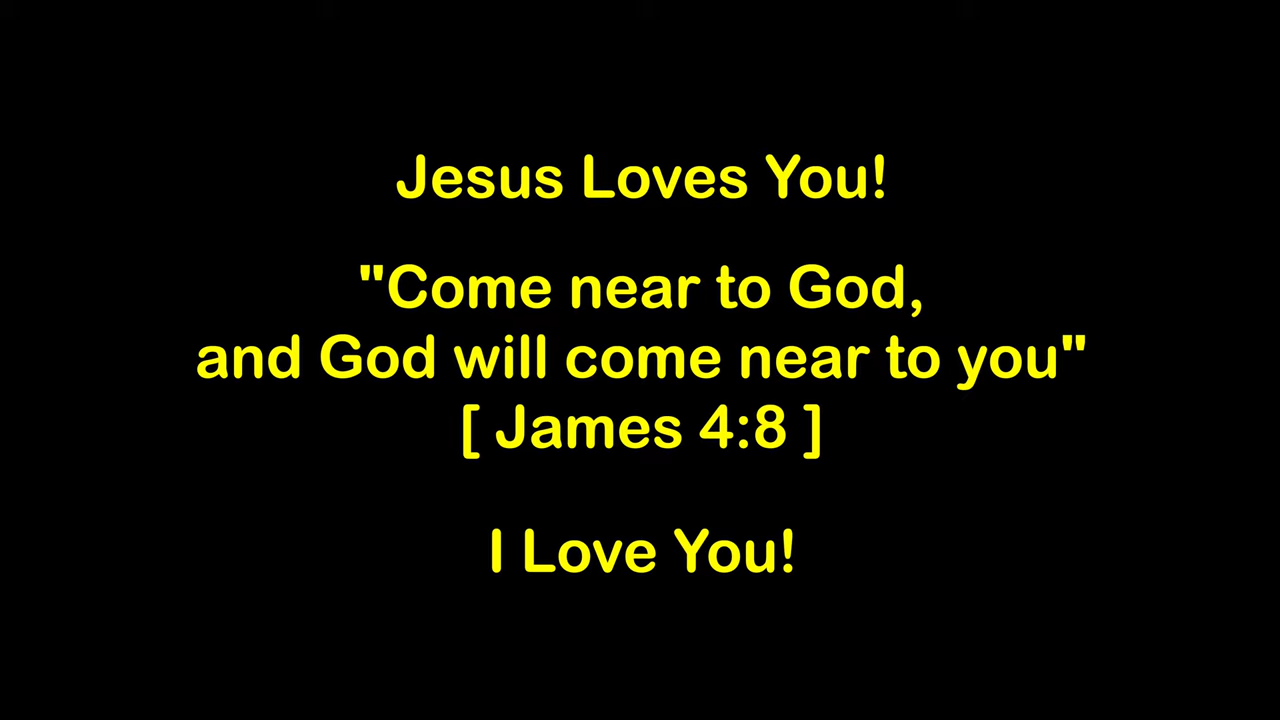 Jesus Loves You!
"Come near to God,
and God will come near to you"
[ James 4:8 ]
I Love You!